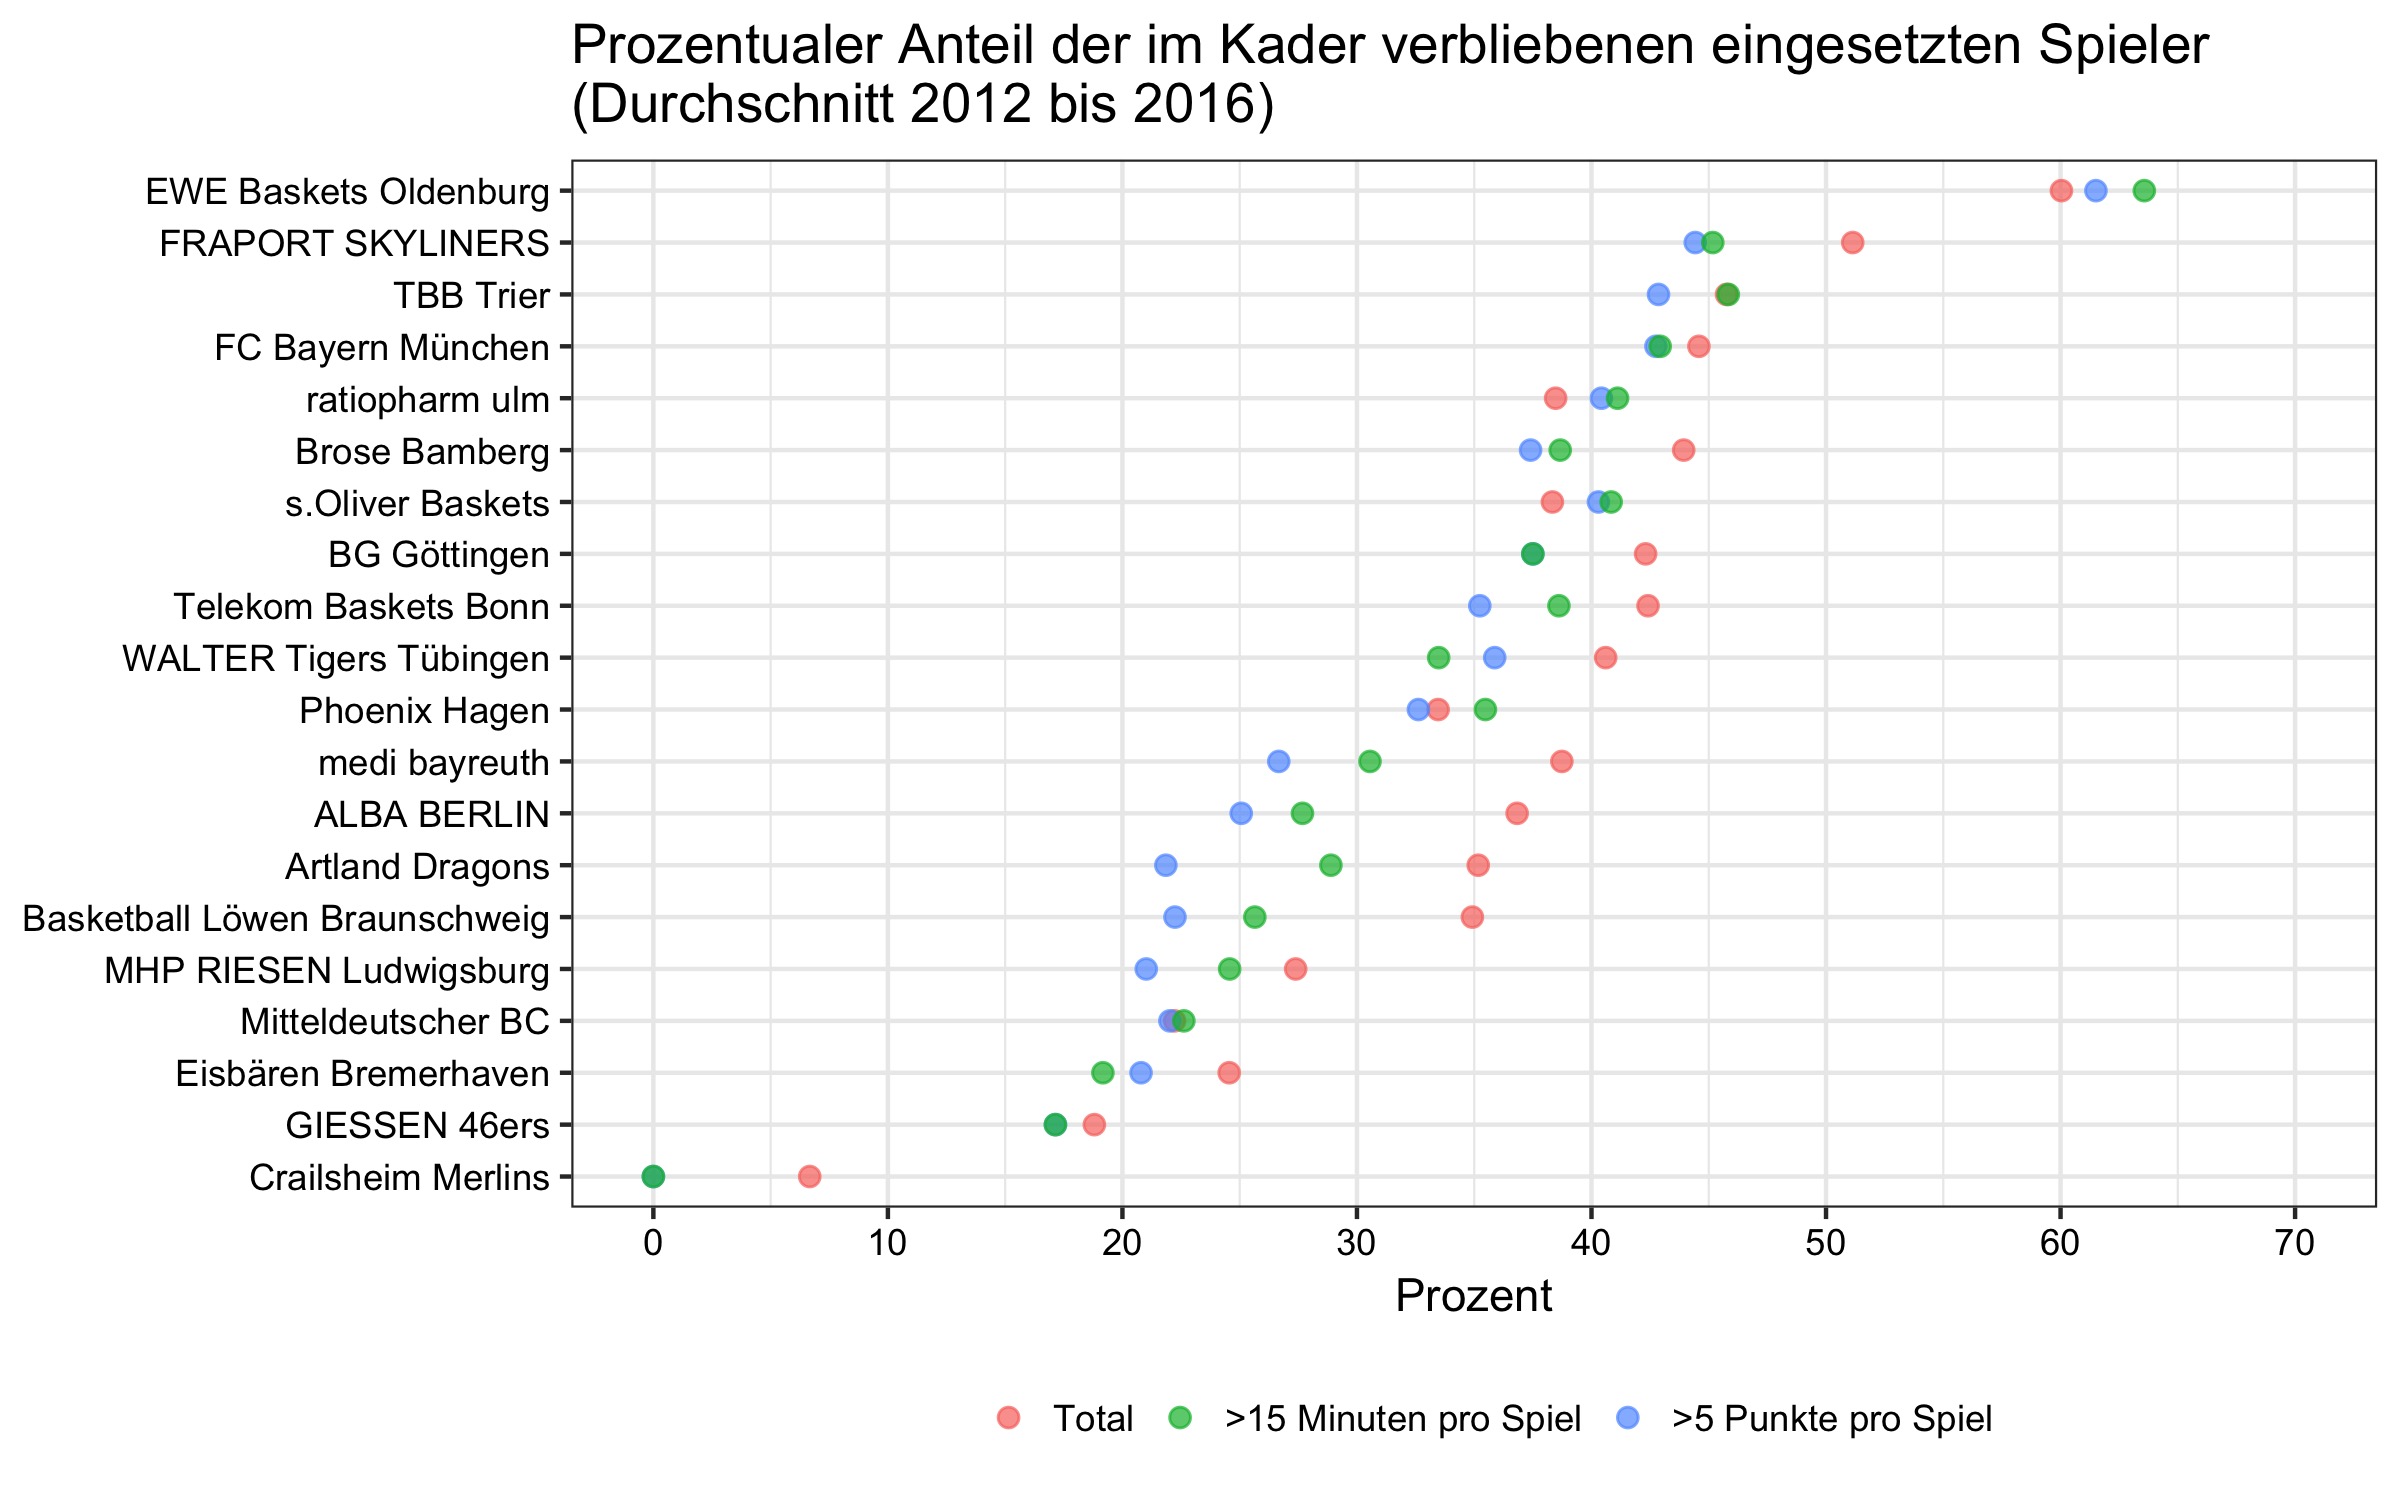 Prozentualer Anteil der im Kader verbliebenen eingesetzten Spieler
(Durchschnitt 2012 bis 2016)
EWE Baskets Oldenburg
FRAPORT SKYLINERS
TBB Trier
FC Bayern München
ratiopharm ulm
Brose Bamberg
s.Oliver Baskets
BG Göttingen
Telekom Baskets Bonn
WALTER Tigers Tübingen
Phoenix Hagen
medi bayreuth
ALBA BERLIN
Artland Dragons
Basketball Löwen Braunschweig
MHP RIESEN Ludwigsburg
Mitteldeutscher BC
Eisbären Bremerhaven
GIESSEN 46ers
Crailsheim Merlins
0 10 20 30 40 50 60 70
Prozent
Total >15 Minuten pro Spiel >5 Punkte pro Spiel